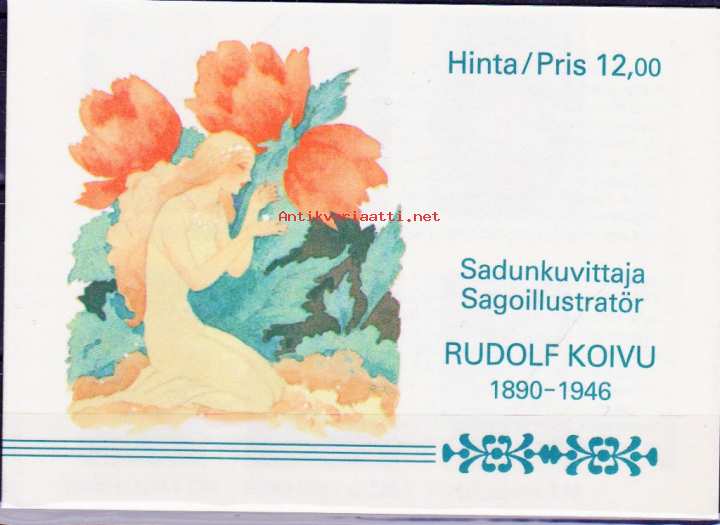 Hinta/Pris 12,00
Antikvariaatti.net
Sadunkuvittaja
Sagoillustratör
RUDOLF KOIVU
1890-1946